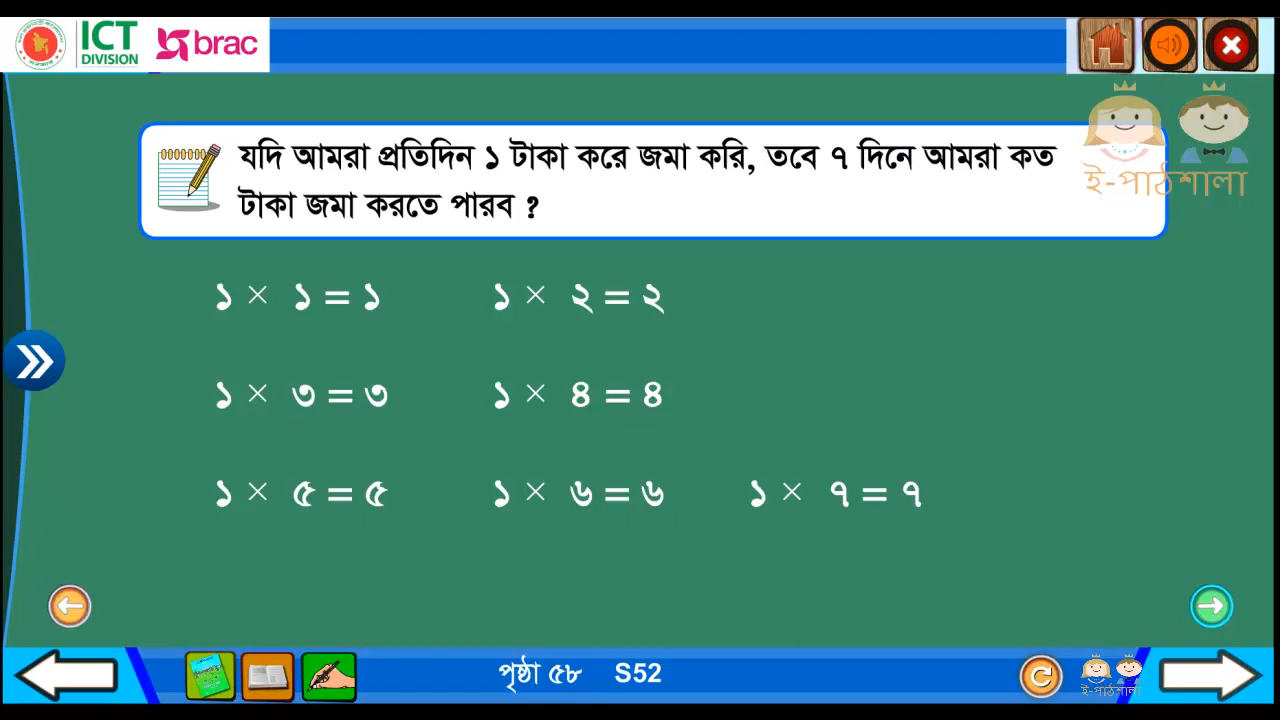 ICT
DIVISION
brac
যদি আমরা প্রতিদিন ১ টাকা করে জমা করি, তবে ৭ দিনে আমরা কত
টাকা জমা করতে পারব ?
ই-পাঠশালা
১ × ১ = ১ ১ × ২ = ২
১ × ৩ = ৩ ১ × ৪ = ৪
১ × ৫ = ৫ ১ × ৬ = ৬ ১ × ৭ = ৭
পৃষ্ঠা ৫৮ S52
ই-পাঠশালা